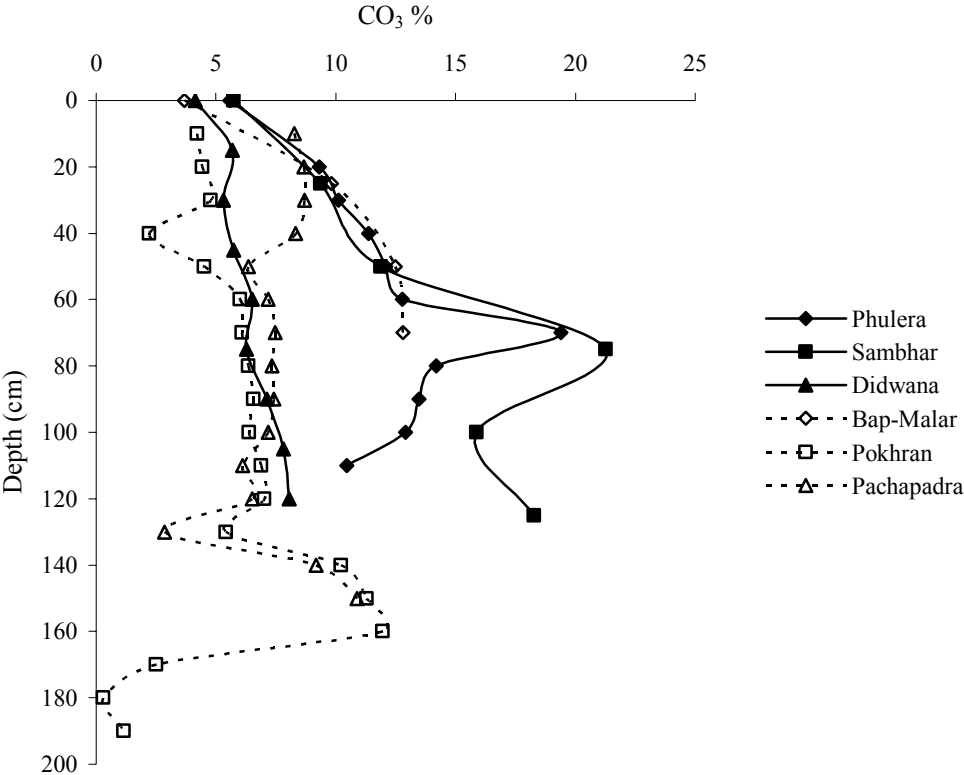 CO₃ %
0 5 10 15 20 25
0
20
40
60
80
100
120
140
160
180
200
Depth (cm)
Phulera
Sambhar
Didwana
Bap-Malar
Pokhran
Pachapadra